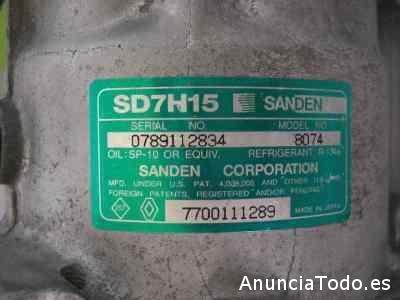 SD7H15 SANDEN
SERIAL NO. MODEL NO.
0789112834 8074
OIL: SP-10 OR EQUIV. REFRIGERANT R-134a
SANDEN CORPORATION
MFD. UNDER U.S. PAT. 4,008,005 AND OTHER
FOREIGN PATENTS, REGISTERED AND/OR PENDING
7700111289 MADE IN JAPAN
AnunciaTodo.es